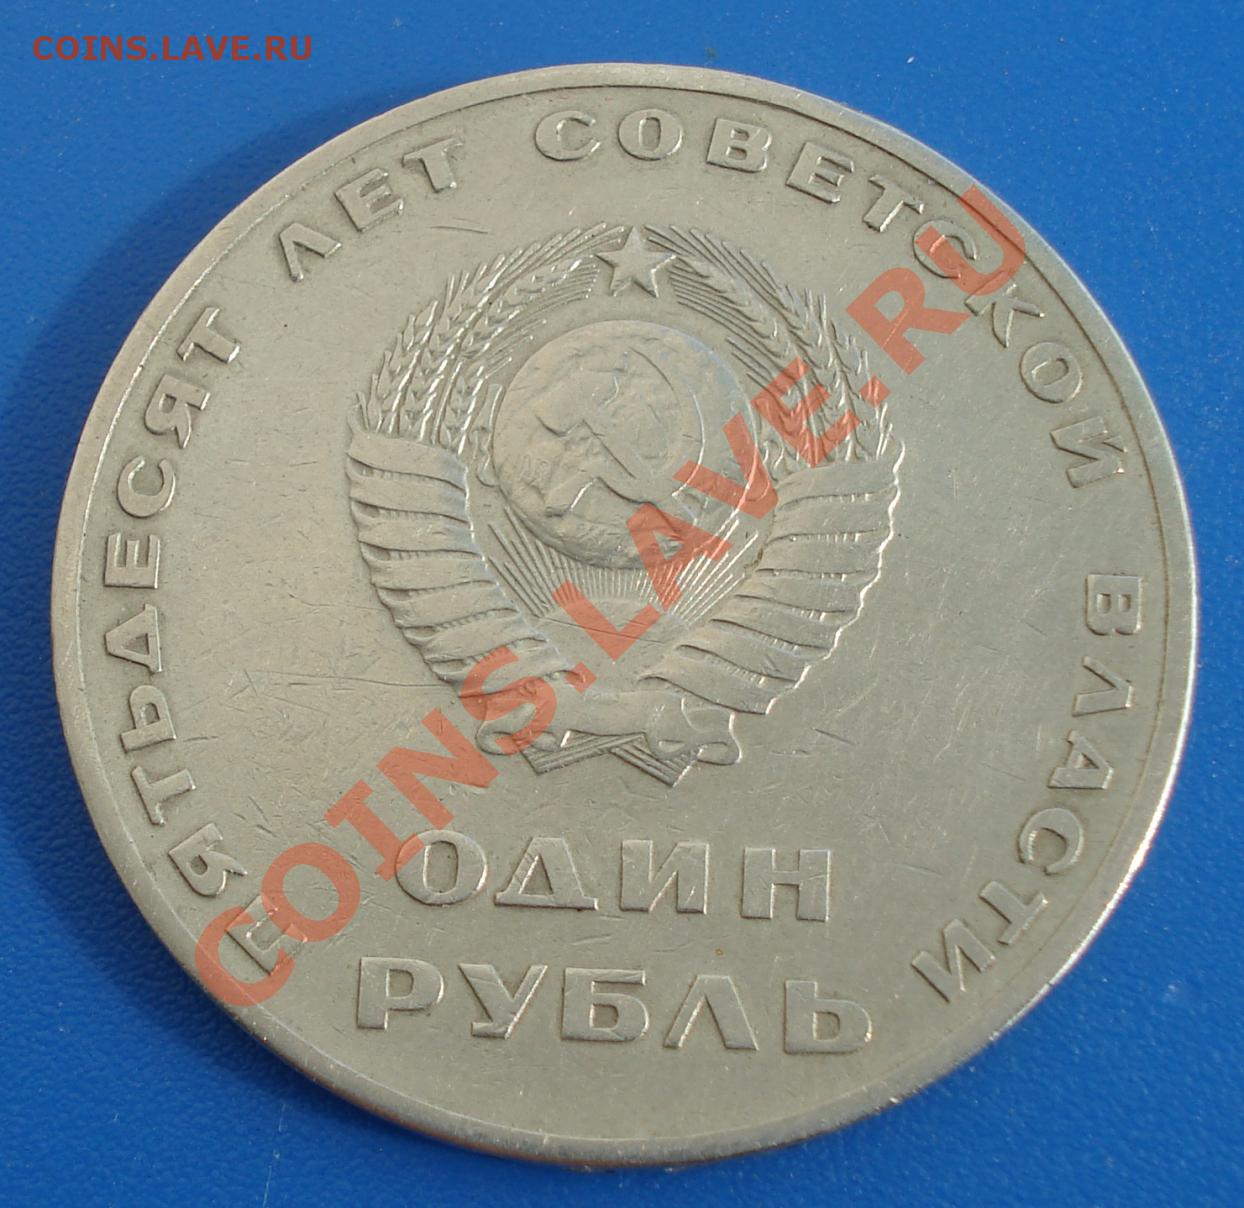 COINS.LAVE.RU
ПЯТЬДЕСЯТ ЛЕТ СОВЕТСКОЙ ВЛАСТИ
COINS.LAVE.RU
ОДИН
РУБЛЬ